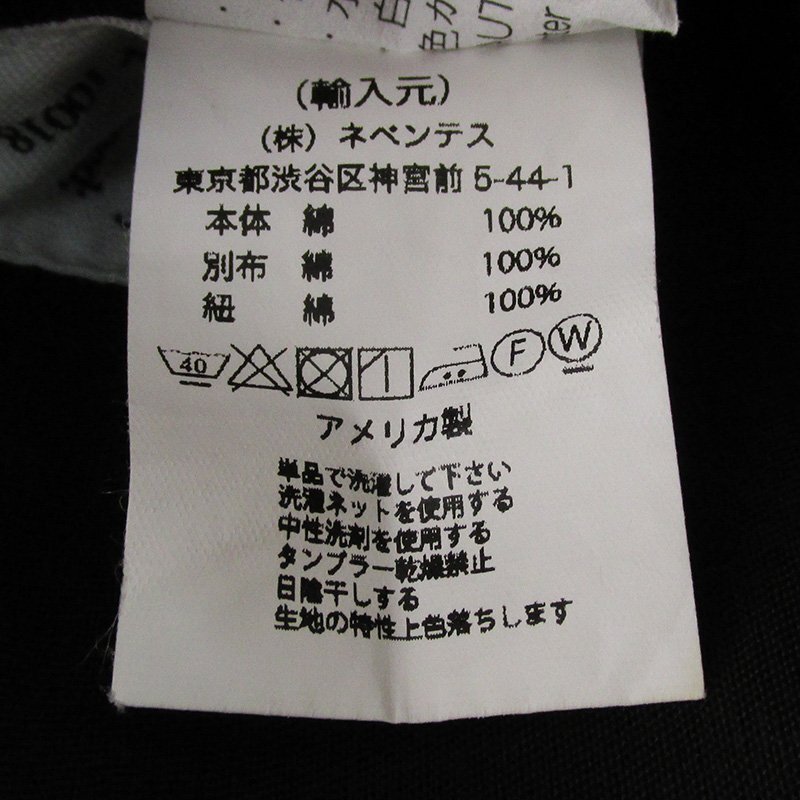 (輸入元)
(株) ネペンテス
東京都渋谷区神宮前 5-44-1
本体 綿 100%
別布 綿 100%
紐 綿 100%
40 F W
アメリカ製
単品で洗濯して下さい
洗濯ネットを使用する
中性洗剤を使用する
タンブラー乾燥禁止
日陰干しする
生地の特性上色落ちします
10018